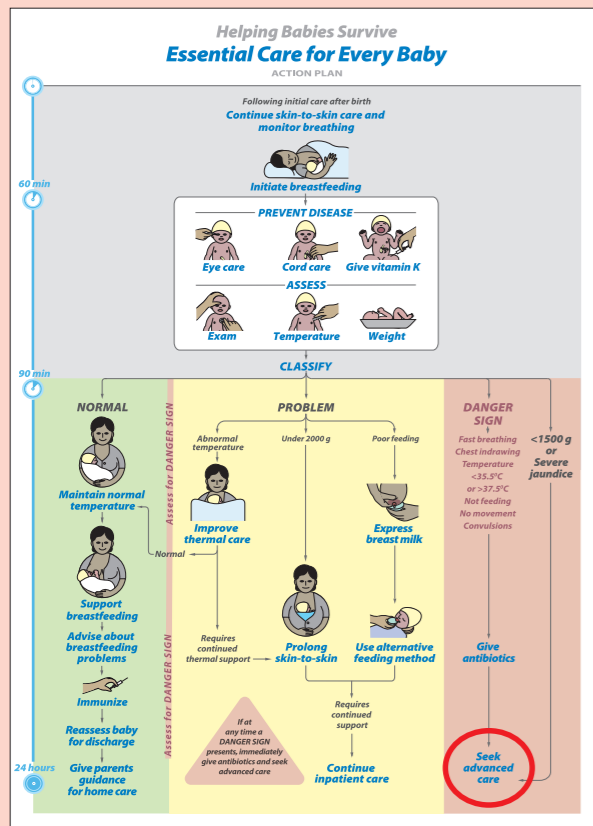 Helping Babies Survive
Essential Care for Every Baby
ACTION PLAN
Following initial care after birth
Continue skin-to-skin care and
monitor breathing
60 min
Initiate breastfeeding
PREVENT DISEASE
Eye care
Cord care
Give vitamin K
ASSESS
Exam
Temperature
Weight
90 min
CLASSIFY
NORMAL
Maintain normal
temperature
Support
breastfeeding
Advise about
breastfeeding
problems
Immunize
Reassess baby
for discharge
24 hours
Give parents
guidance
for home care
Assess for DANGER SIGN
Assess for DANGER SIGN
PROBLEM
Abnormal
temperature
Improve
thermal care
Normal
Requires
continued
thermal support
Under 2000 g
Prolong
skin-to-skin
Poor feeding
Express
breast milk
Use alternative
feeding method
Requires
continued
support
Continue
inpatient care
If at
any time a
DANGER SIGN
presents, immediately
give antibiotics and seek
advanced care
DANGER
SIGN
Fast breathing
Chest indrawing
Temperature
<35.5ºC
or >37.5ºC
Not feeding
No movement
Convulsions
Give
antibiotics
Seek
advanced
care
<1500 g
or
Severe
jaundice